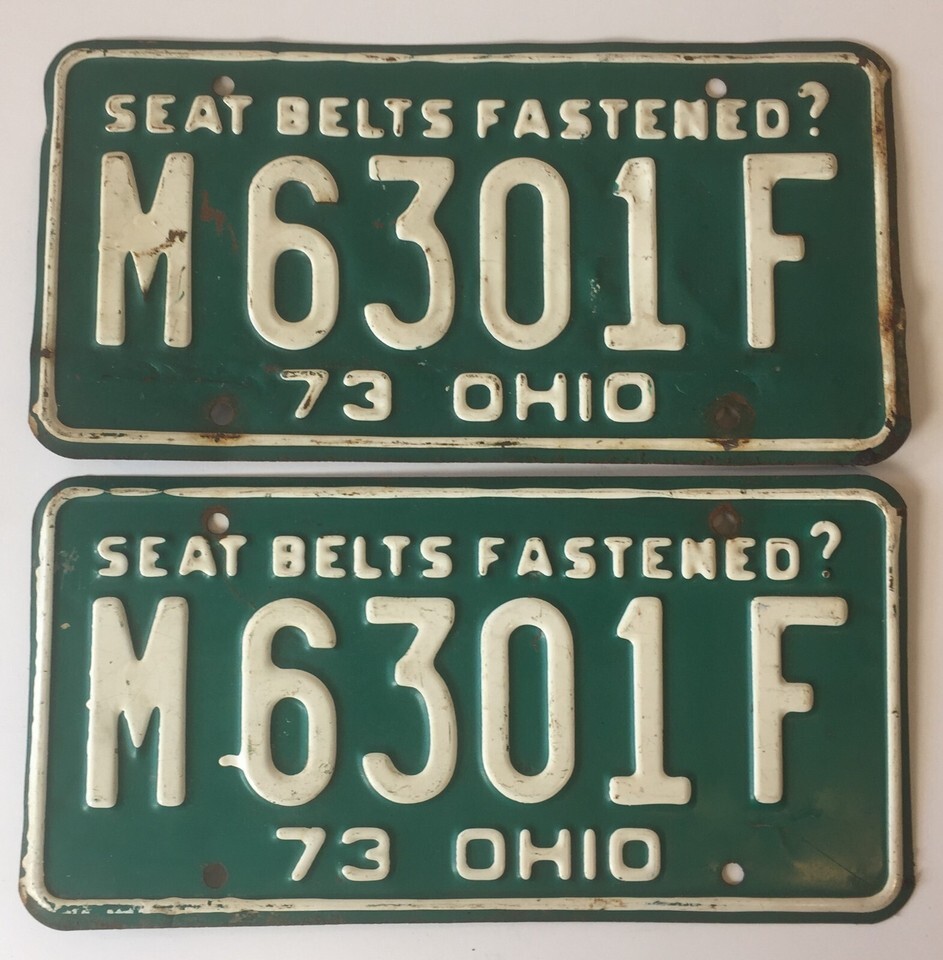 SEAT BELTS FASTENED?
M6301F
73 OHIO
SEAT BELTS FASTENED?
M6301F
73 OHIO